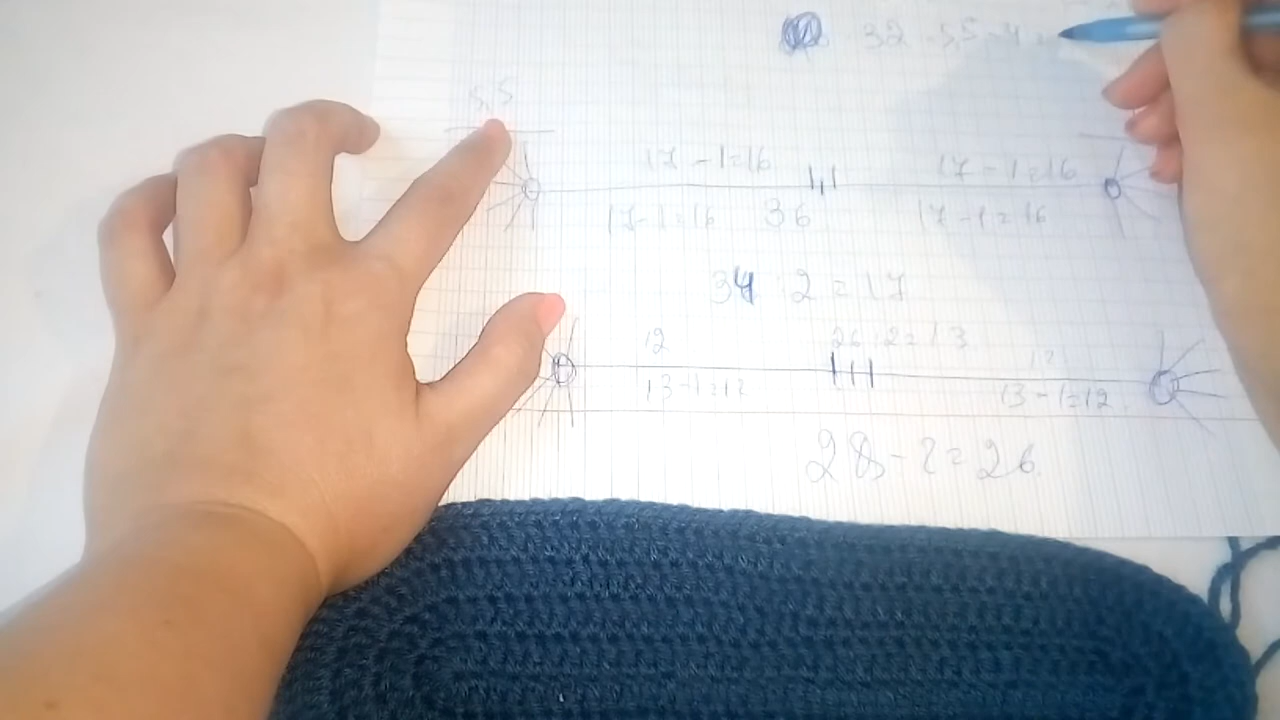 32 - 5,5 - 4 =
5,5
17 - 1 = 16 17 - 1 = 16
17 - 1 = 16 36 17 - 1 = 16
34 : 2 = 17
12 26 : 2 = 13 12
13 - 1 = 12 13 - 1 = 12
28 - 2 = 26